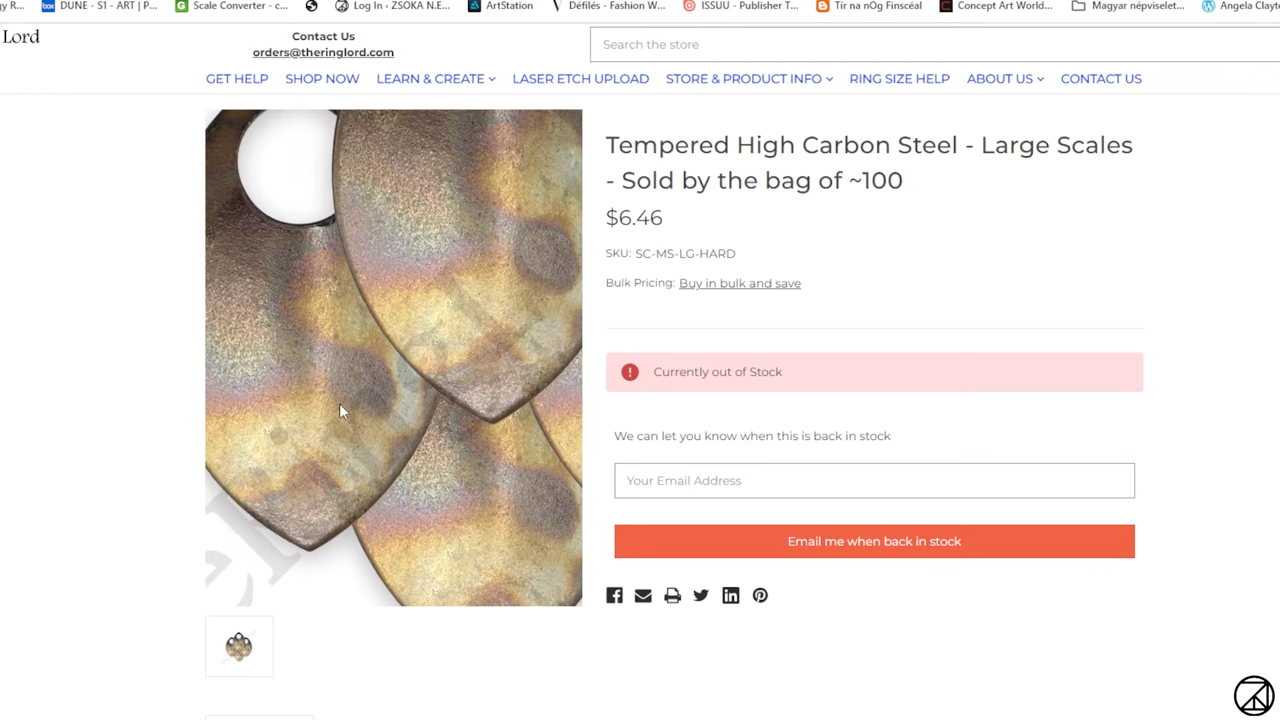 gy R...
DUNE - S1 - ART | P...
Scale Converter - c...
Log In ‹ ZSOKA N.E...
ArtStation
Défilés - Fashion W...
ISSUU - Publisher T...
Tír na nÓg Finscéal
Concept Art World...
Magyar népviselet...
Angela Clayto
Lord
Contact Us
orders@theringlord.com
Search the store
GET HELP
SHOP NOW
LEARN & CREATE
LASER ETCH UPLOAD
STORE & PRODUCT INFO
RING SIZE HELP
ABOUT US
CONTACT US
Tempered High Carbon Steel - Large Scales
- Sold by the bag of ~100
$6.46
SKU: SC-MS-LG-HARD
Bulk Pricing: Buy in bulk and save
Currently out of Stock
We can let you know when this is back in stock
Your Email Address
Email me when back in stock